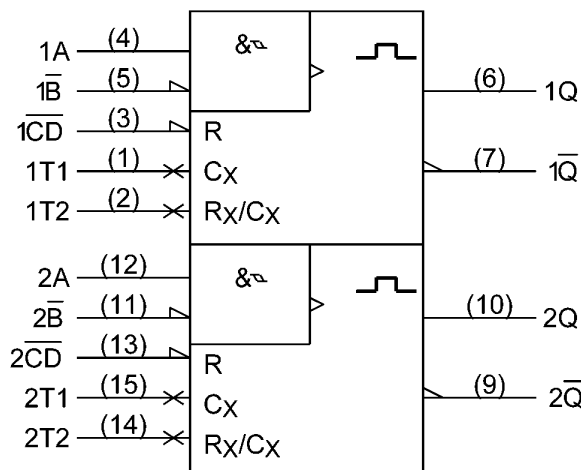 1A (4) &
1B̅ (5) (6) 1Q
1C̅D̅ (3) R
1T1 (1) CX (7) 1Q̅
1T2 (2) RX/CX
2A (12) &
2B̅ (11) (10) 2Q
2C̅D̅ (13) R
2T1 (15) CX (9) 2Q̅
2T2 (14) RX/CX